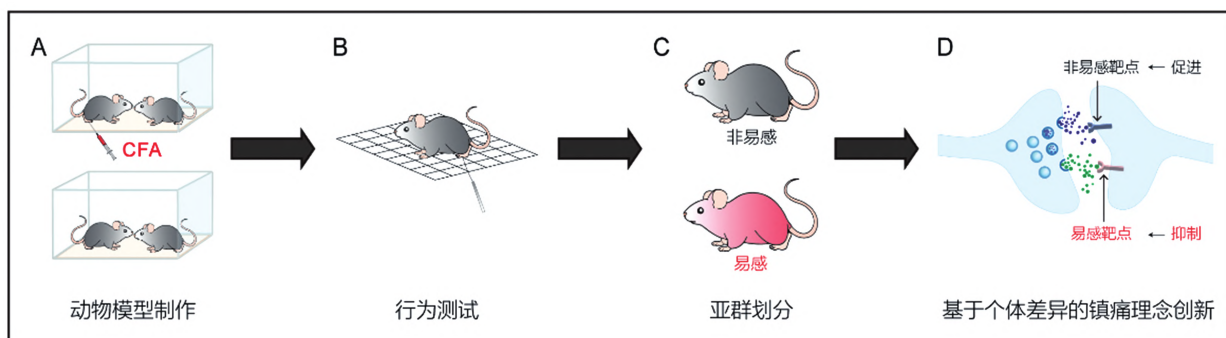 A
CFA
动物模型制作
B
行为测试
C
非易感
易感
亚群划分
D
非易感靶点 ← 促进
易感靶点 ← 抑制
基于个体差异的镇痛理念创新